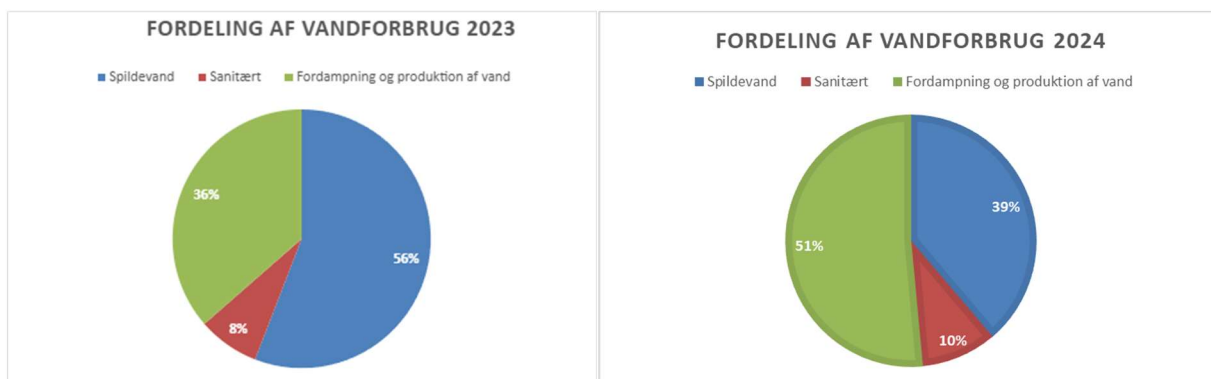 FORDELING AF VANDFORBRUG 2023
Spildevand Sanitært Fordampning og produktion af vand
36%
56%
8%
FORDELING AF VANDFORBRUG 2024
Spildevand Sanitært Fordampning og produktion af vand
39%
51%
10%